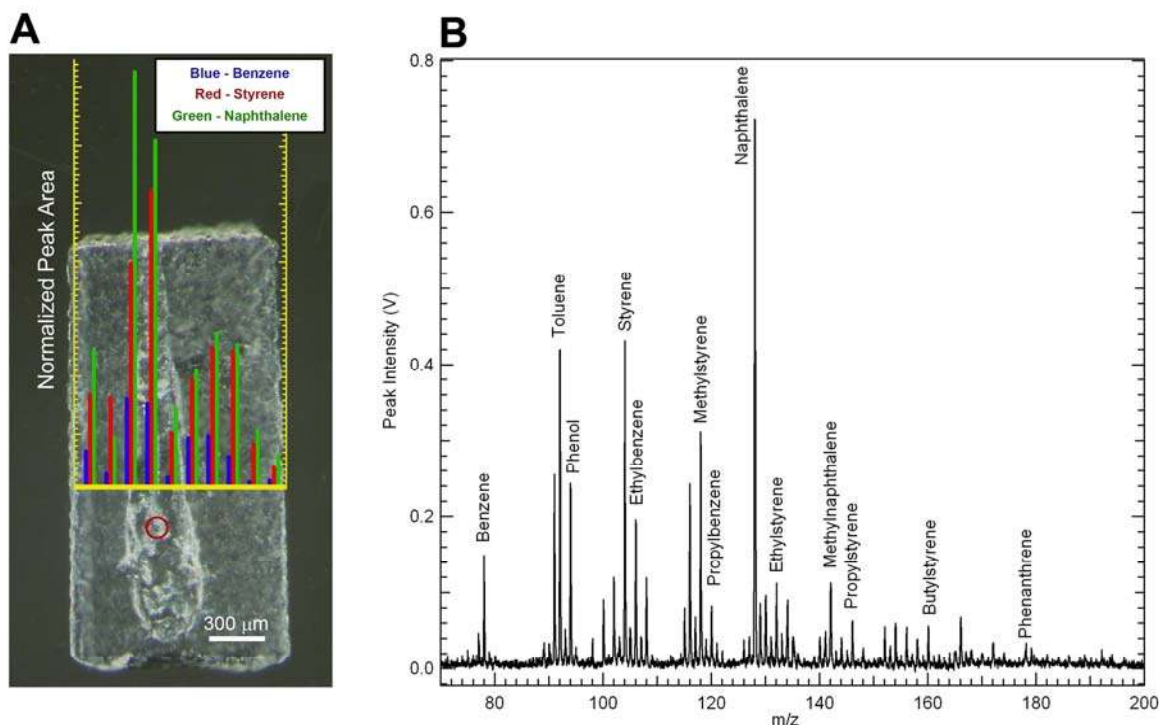 A
Blue - Benzene
Red - Styrene
Green - Naphthalene
Normalized Peak Area
300 μm
B
0.8
0.6
0.4
0.2
0.0
Peak Intensity (V)
Benzene
Toluene
Phenol
Styrene
Ethylbenzene
Methylstyrene
Propylbenzene
Naphthalene
Ethylstyrene
Methylnaphthalene
Propylstyrene
Butylstyrene
Phenanthrene
80
100
120
140
160
180
200
m/z